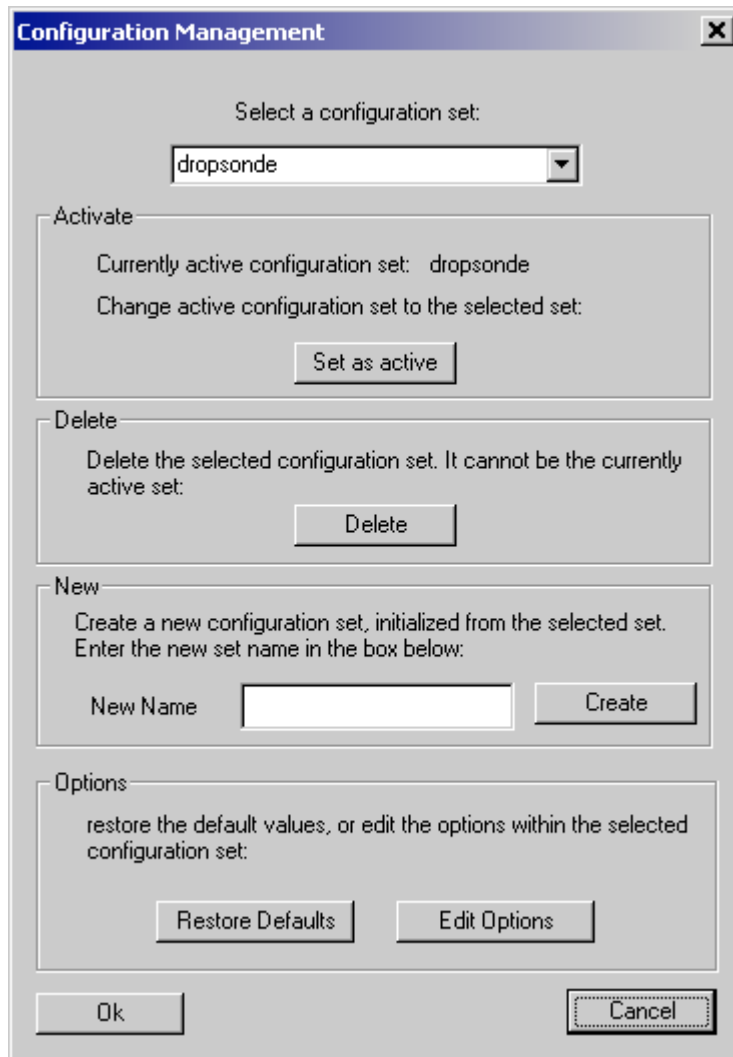 Configuration Management
Select a configuration set:
dropsonde
Activate
Currently active configuration set: dropsonde
Change active configuration set to the selected set:
Set as active
Delete
Delete the selected configuration set. It cannot be the currently
active set:
Delete
New
Create a new configuration set, initialized from the selected set.
Enter the new set name in the box below:
New Name
Create
Options
restore the default values, or edit the options within the selected
configuration set:
Restore Defaults
Edit Options
Ok
Cancel